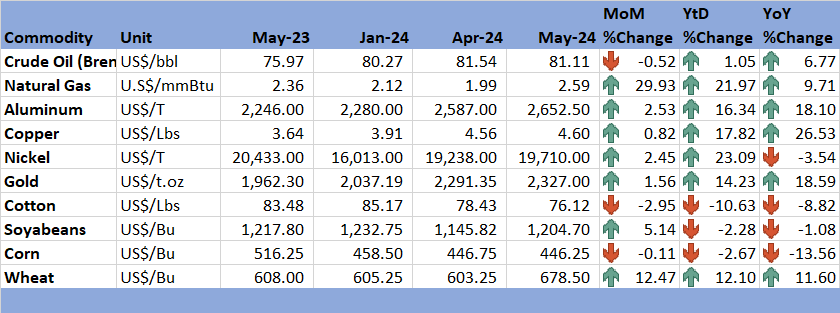 MoM YtD YoY
Commodity Unit May-23 Jan-24 Apr-24 May-24 %Change %Change %Change
Crude Oil (Bren US$/bbl 75.97 80.27 81.54 81.11 -0.52 1.05 6.77
Natural Gas U.S$/mmBtu 2.36 2.12 1.99 2.59 29.93 21.97 9.71
Aluminum US$/T 2,246.00 2,280.00 2,587.00 2,652.50 2.53 16.34 18.10
Copper US$/Lbs 3.64 3.91 4.56 4.60 0.82 17.82 26.53
Nickel US$/T 20,433.00 16,013.00 19,238.00 19,710.00 2.45 23.09 -3.54
Gold US$/t.oz 1,962.30 2,037.19 2,291.35 2,327.00 1.56 14.23 18.59
Cotton US$/Lbs 83.48 85.17 78.43 76.12 -2.95 -10.63 -8.82
Soyabeans US$/Bu 1,217.80 1,232.75 1,145.82 1,204.70 5.14 -2.28 -1.08
Corn US$/Bu 516.25 458.50 446.75 446.25 -0.11 -2.67 -13.56
Wheat US$/Bu 608.00 605.25 603.25 678.50 12.47 12.10 11.60